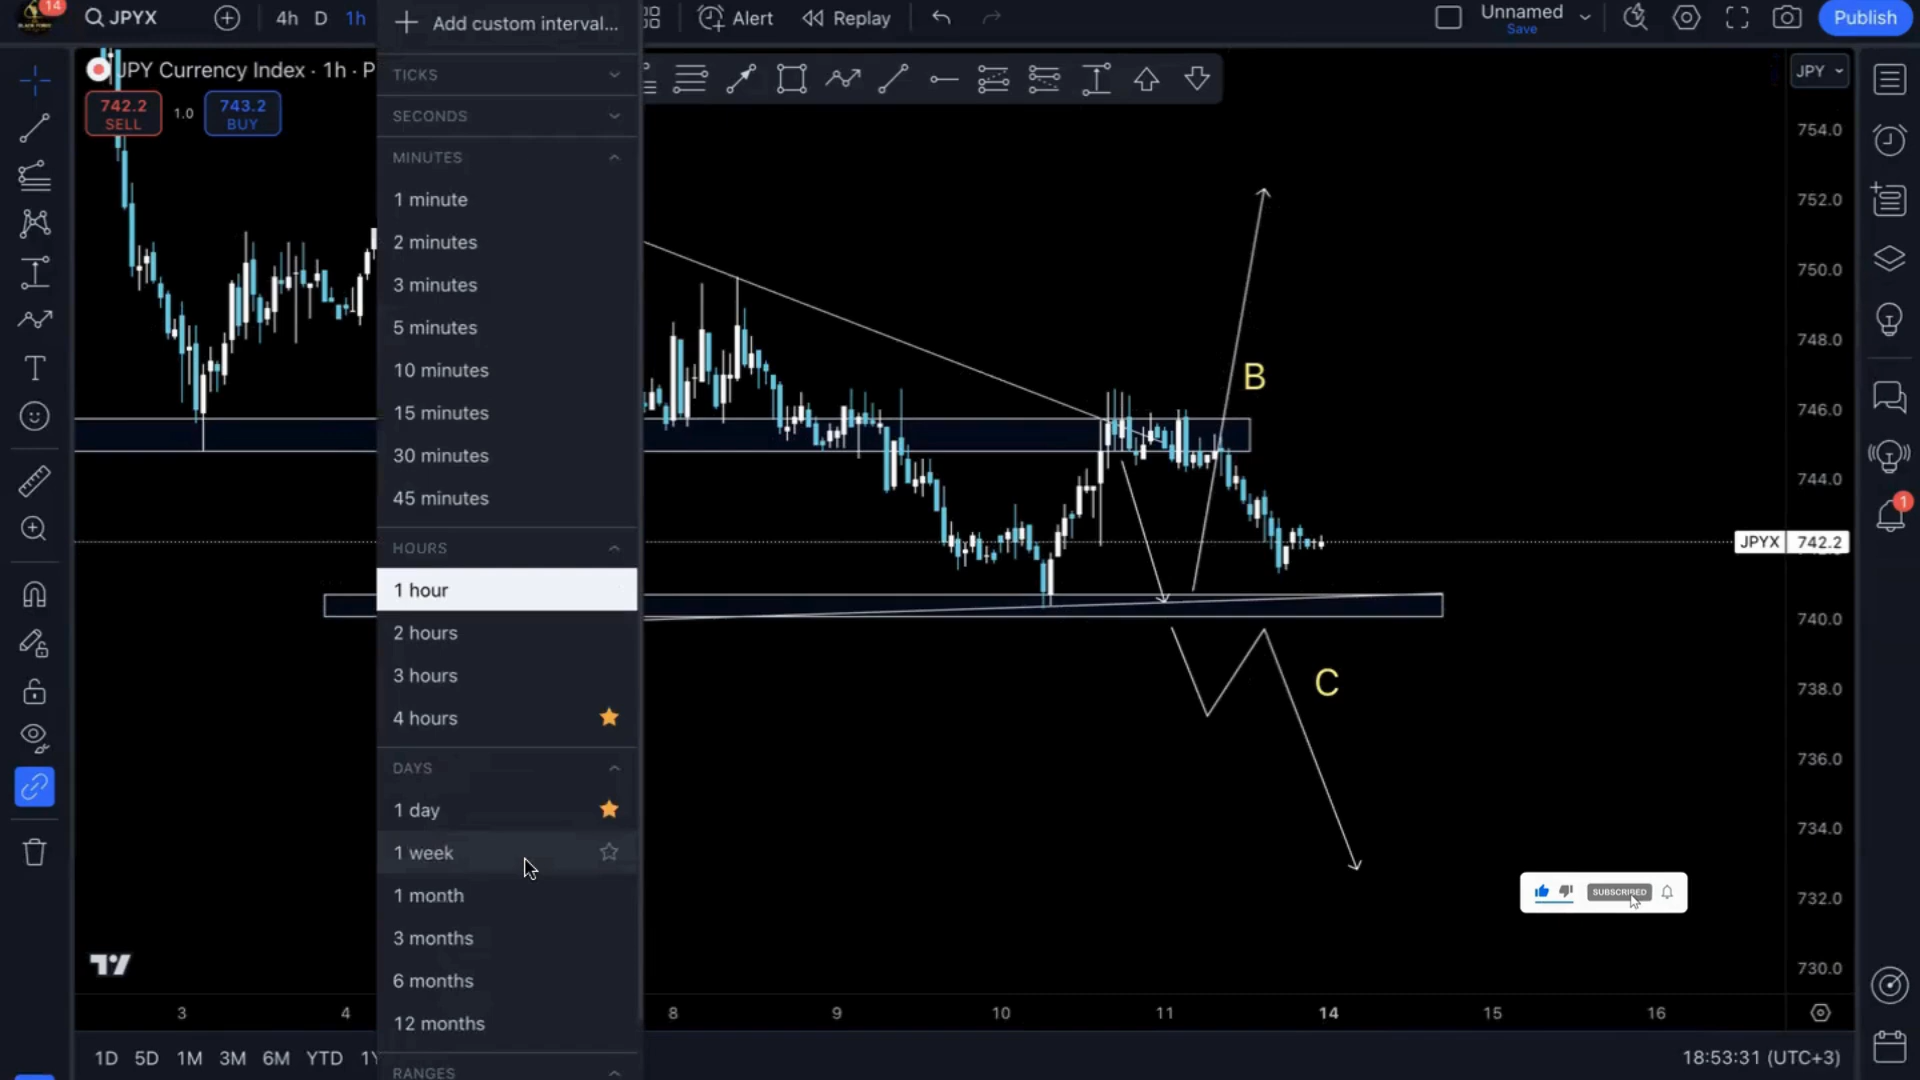 14
JPYX
4h
D
1h
Add custom interval...
Alert
Replay
Unnamed
Save
Publish
JPY Currency Index · 1h · P
JPY
742.2
SELL
1.0
743.2
BUY
TICKS
SECONDS
MINUTES
1 minute
2 minutes
3 minutes
5 minutes
10 minutes
15 minutes
30 minutes
45 minutes
HOURS
1 hour
2 hours
3 hours
4 hours
DAYS
1 day
1 week
1 month
3 months
6 months
12 months
RANGES
B
C
754.0
752.0
750.0
748.0
746.0
744.0
JPYX 742.2
740.0
738.0
736.0
734.0
732.0
730.0
1
SUBSCRIBED
3
4
8
9
10
11
14
15
16
1D
5D
1M
3M
6M
YTD
18:53:31 (UTC+3)